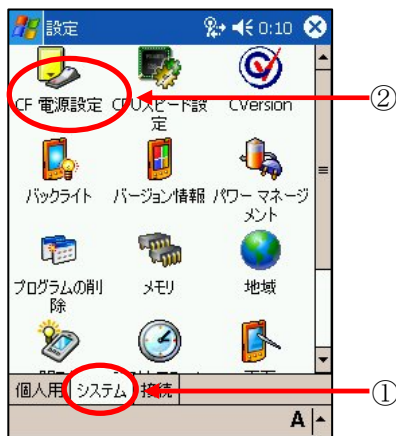 設定 0:10
②
CF 電源設定 CPUスピード設定 CVersion
バックライト バージョン情報 パワー マネージメント
プログラムの削除 メモリ 地域
個人用 システム 接続
①
A